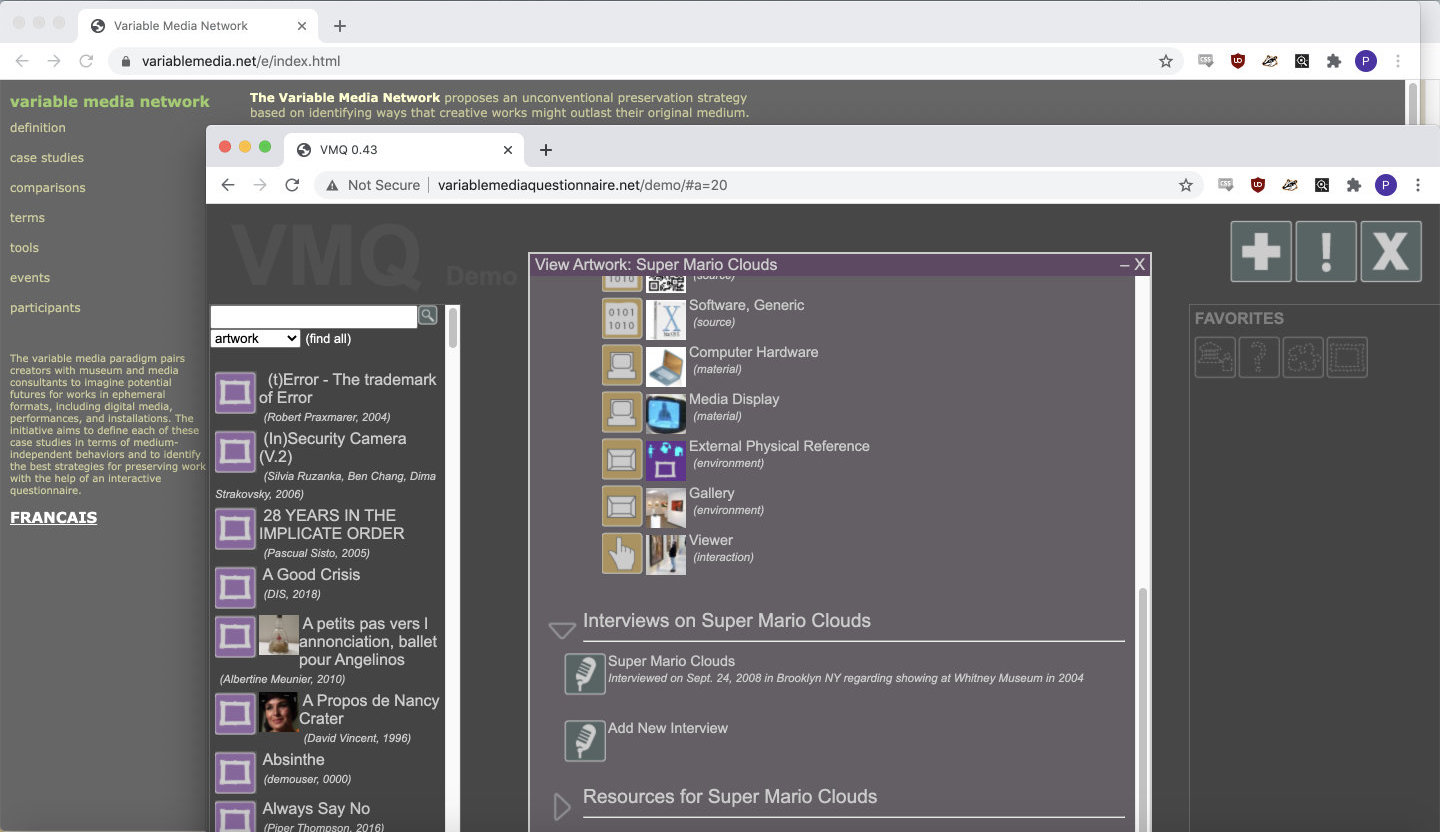 Variable Media Network
variablemedia.net/e/index.html
P
variable media network
definition
case studies
comparisons
terms
tools
events
participants
The variable media paradigm pairs
creators with museum and media
consultants to imagine potential
futures for works in ephemeral
formats, including digital media,
performances, and installations. The
initiative aims to define each of these
case studies in terms of medium-
independent behaviors and to identify
the best strategies for preserving work
with the help of an interactive
questionnaire.
FRANCAIS
The Variable Media Network proposes an unconventional preservation strategy
based on identifying ways that creative works might outlast their original medium.
VMQ 0.43
Not Secure
variablemediaquestionnaire.net/demo/#a=20
P
VMQ Demo
artwork
(find all)
(t)Error - The trademark
of Error
(Robert Praxmarer, 2004)
(In)Security Camera
(V.2)
(Silvia Ruzanka, Ben Chang, Dima
Strakovsky, 2006)
28 YEARS IN THE
IMPLICATE ORDER
(Pascual Sisto, 2005)
A Good Crisis
(DIS, 2018)
A petits pas vers l
annonciation, ballet
pour Angelinos
(Albertine Meunier, 2010)
A Propos de Nancy
Crater
(David Vincent, 1996)
Absinthe
(demouser, 0000)
Always Say No
(Piper Thompson, 2016)
View Artwork: Super Mario Clouds
– X
1010
(source)
0101
1010
Software, Generic
(source)
Computer Hardware
(material)
Media Display
(material)
External Physical Reference
(environment)
Gallery
(environment)
Viewer
(interaction)
Interviews on Super Mario Clouds
Super Mario Clouds
Interviewed on Sept. 24, 2008 in Brooklyn NY regarding showing at Whitney Museum in 2004
Add New Interview
Resources for Super Mario Clouds
! X
FAVORITES
?